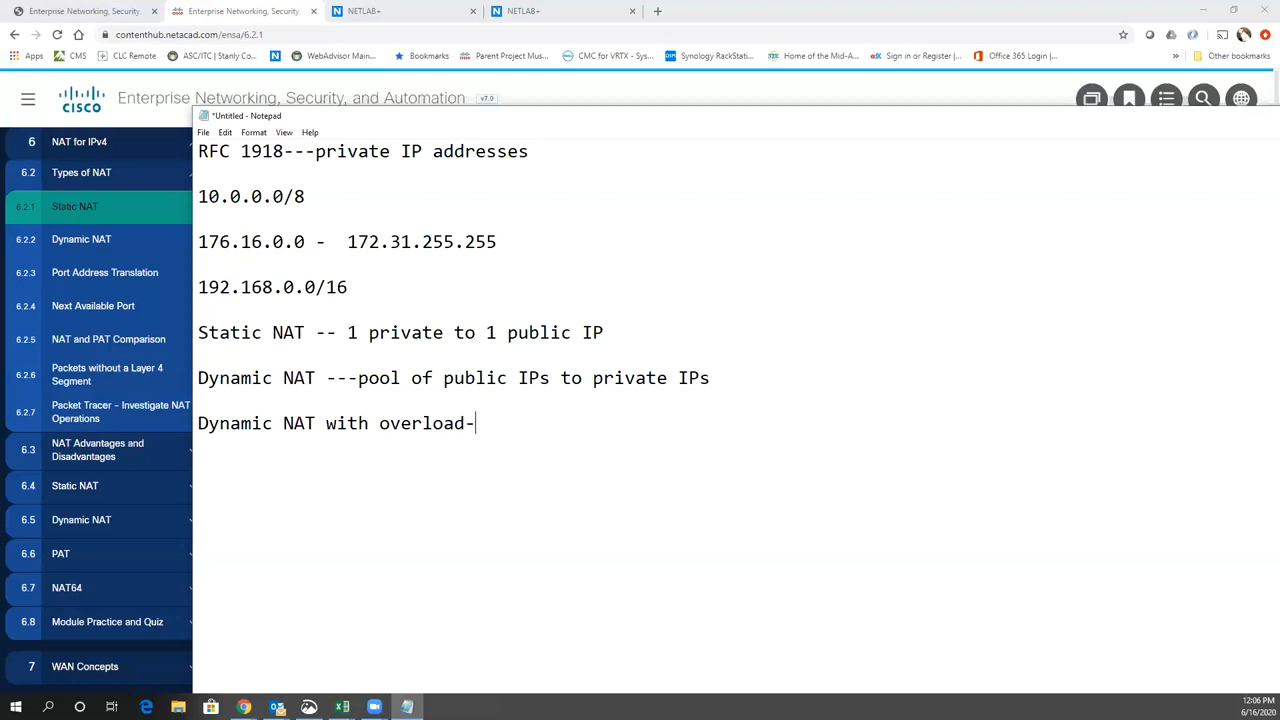 Enterprise Networking, Security,
Enterprise Networking, Security,
NETLAB+
NETLAB+
contenthub.netacad.com/ensa/6.2.1
Apps
CMS
CLC Remote
ASC/ITC | Stanly Co...
WebAdvisor Main...
Bookmarks
Parent Project Mus...
CMC for VRTX - Sys...
Synology RackStati...
Home of the Mid-A...
Sign in or Register |...
Office 365 Login |...
»
Other bookmarks
CISCO
Enterprise Networking, Security, and Automation
v7.0
6 NAT for IPv4
6.2 Types of NAT
6.2.1 Static NAT
6.2.2 Dynamic NAT
6.2.3 Port Address Translation
6.2.4 Next Available Port
6.2.5 NAT and PAT Comparison
6.2.6 Packets without a Layer 4
Segment
6.2.7 Packet Tracer – Investigate NAT
Operations
6.3 NAT Advantages and
Disadvantages
6.4 Static NAT
6.5 Dynamic NAT
6.6 PAT
6.7 NAT64
6.8 Module Practice and Quiz
7 WAN Concepts
*Untitled - Notepad
File Edit Format View Help
RFC 1918---private IP addresses
10.0.0.0/8
176.16.0.0 -  172.31.255.255
192.168.0.0/16
Static NAT -- 1 private to 1 public IP
Dynamic NAT ---pool of public IPs to private IPs
Dynamic NAT with overload-
12:06 PM
6/16/2020